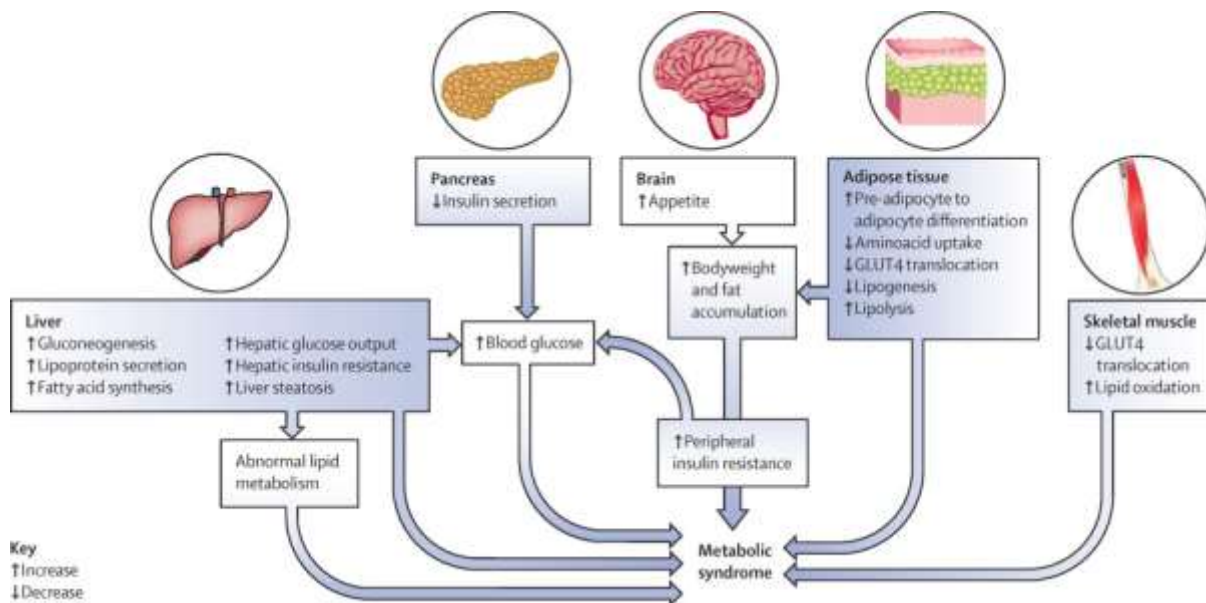 Pancreas
↓Insulin secretion
Brain
↑Appetite
Adipose tissue
↑Pre-adipocyte to
adipocyte differentiation
↓Aminoacid uptake
↓GLUT4 translocation
↓Lipogenesis
↑Lipolysis
↑Bodyweight
and fat
accumulation
Liver
↑Gluconeogenesis
↑Lipoprotein secretion
↑Fatty acid synthesis
↑Hepatic glucose output
↑Hepatic insulin resistance
↑Liver steatosis
↑Blood glucose
Skeletal muscle
↓GLUT4
translocation
↑Lipid oxidation
Abnormal lipid
metabolism
↑Peripheral
insulin resistance
Metabolic
syndrome
Key
↑Increase
↓Decrease